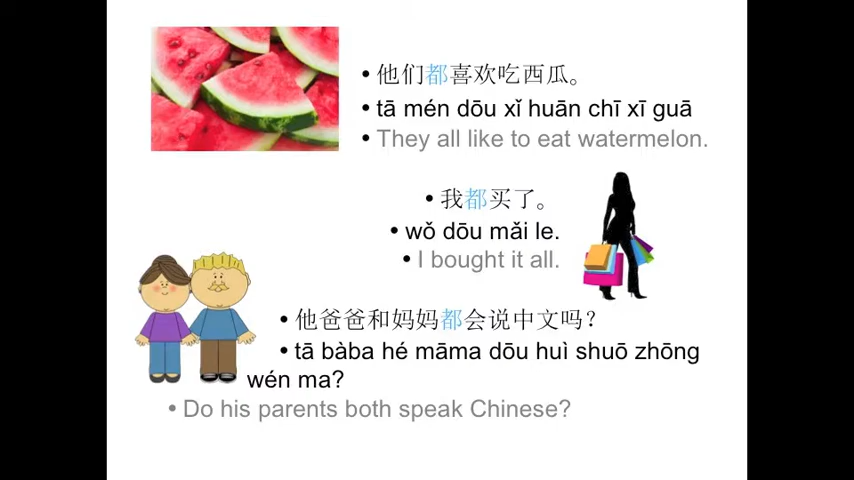 • 他们都喜欢吃西瓜。
• tā mén dōu xǐ huān chī xī guā
• They all like to eat watermelon.
• 我都买了。
• wǒ dōu mǎi le.
• I bought it all.
• 他爸爸和妈妈都会说中文吗？
• tā bàba hé māma dōu huì shuō zhōng
wén ma?
• Do his parents both speak Chinese?